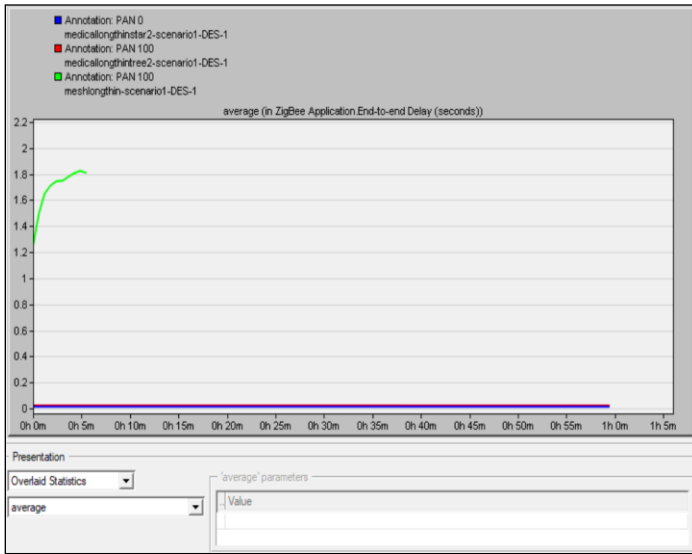 Annotation: PAN 0
medicallongthinstar2-scenario1-DES-1
Annotation: PAN 100
medicallongthintree2-scenario1-DES-1
Annotation: PAN 100
meshlongthin-scenario1-DES-1
average (in ZigBee Application.End-to-end Delay (seconds))
2.2
2
1.8
1.6
1.4
1.2
1
0.8
0.6
0.4
0.2
0
0h 0m 0h 5m 0h 10m 0h 15m 0h 20m 0h 25m 0h 30m 0h 35m 0h 40m 0h 45m 0h 50m 0h 55m 1h 0m 1h 5m
Presentation
Overlaid Statistics
'average' parameters
average
... Value